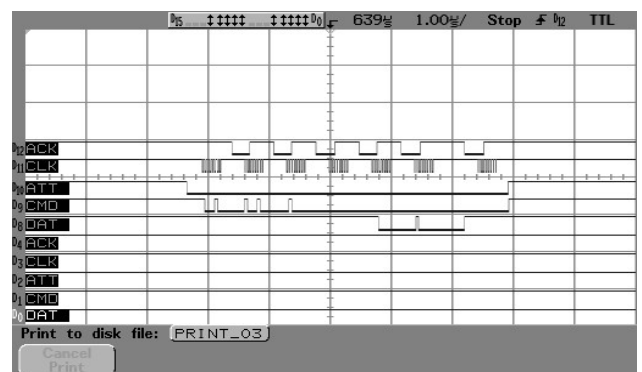 D15 D0 639 1.00 / Stop D12 TTL
D12 ACK
D11 CLK
D10 ATT
D9 CMD
D8 DAT
D4 ACK
D3 CLK
D2 ATT
D1 CMD
D0 DAT
Print to disk file: PRINT_03
Cancel
Print